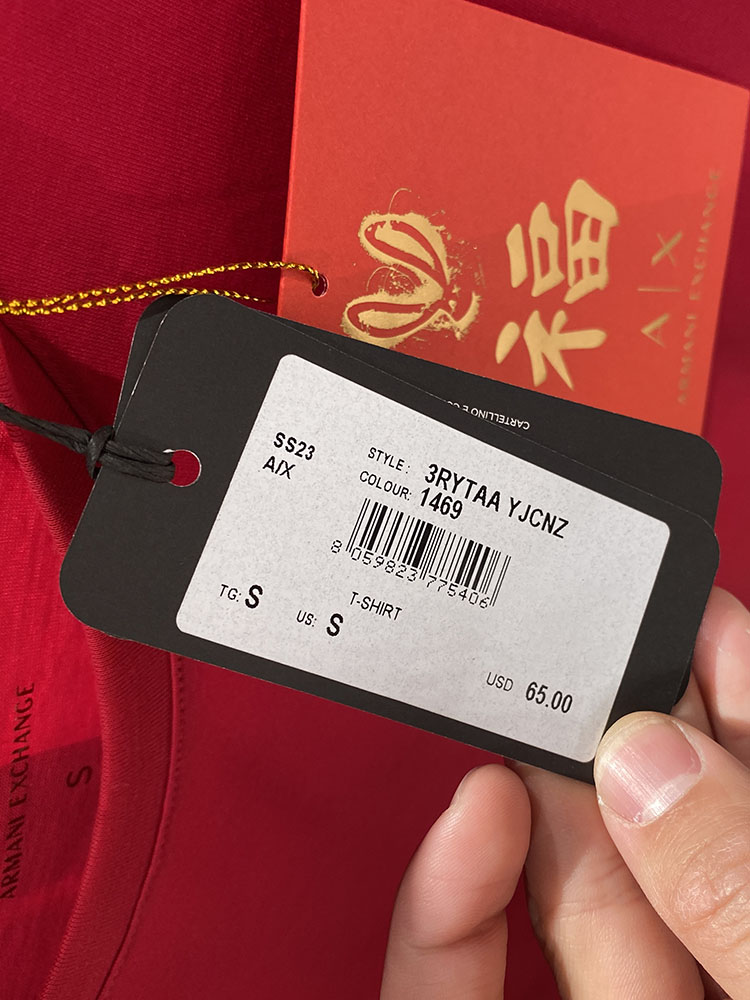 福
A|X
ARMANI EXCHANGE
CARTELLINO E CO
SS23
A/X
STYLE: 3RYTAA YJCNZ
COLOUR: 1469
8 059823 775406
T-SHIRT
TG: S
US: S
USD 65.00
ARMANI EXCHANGE
S